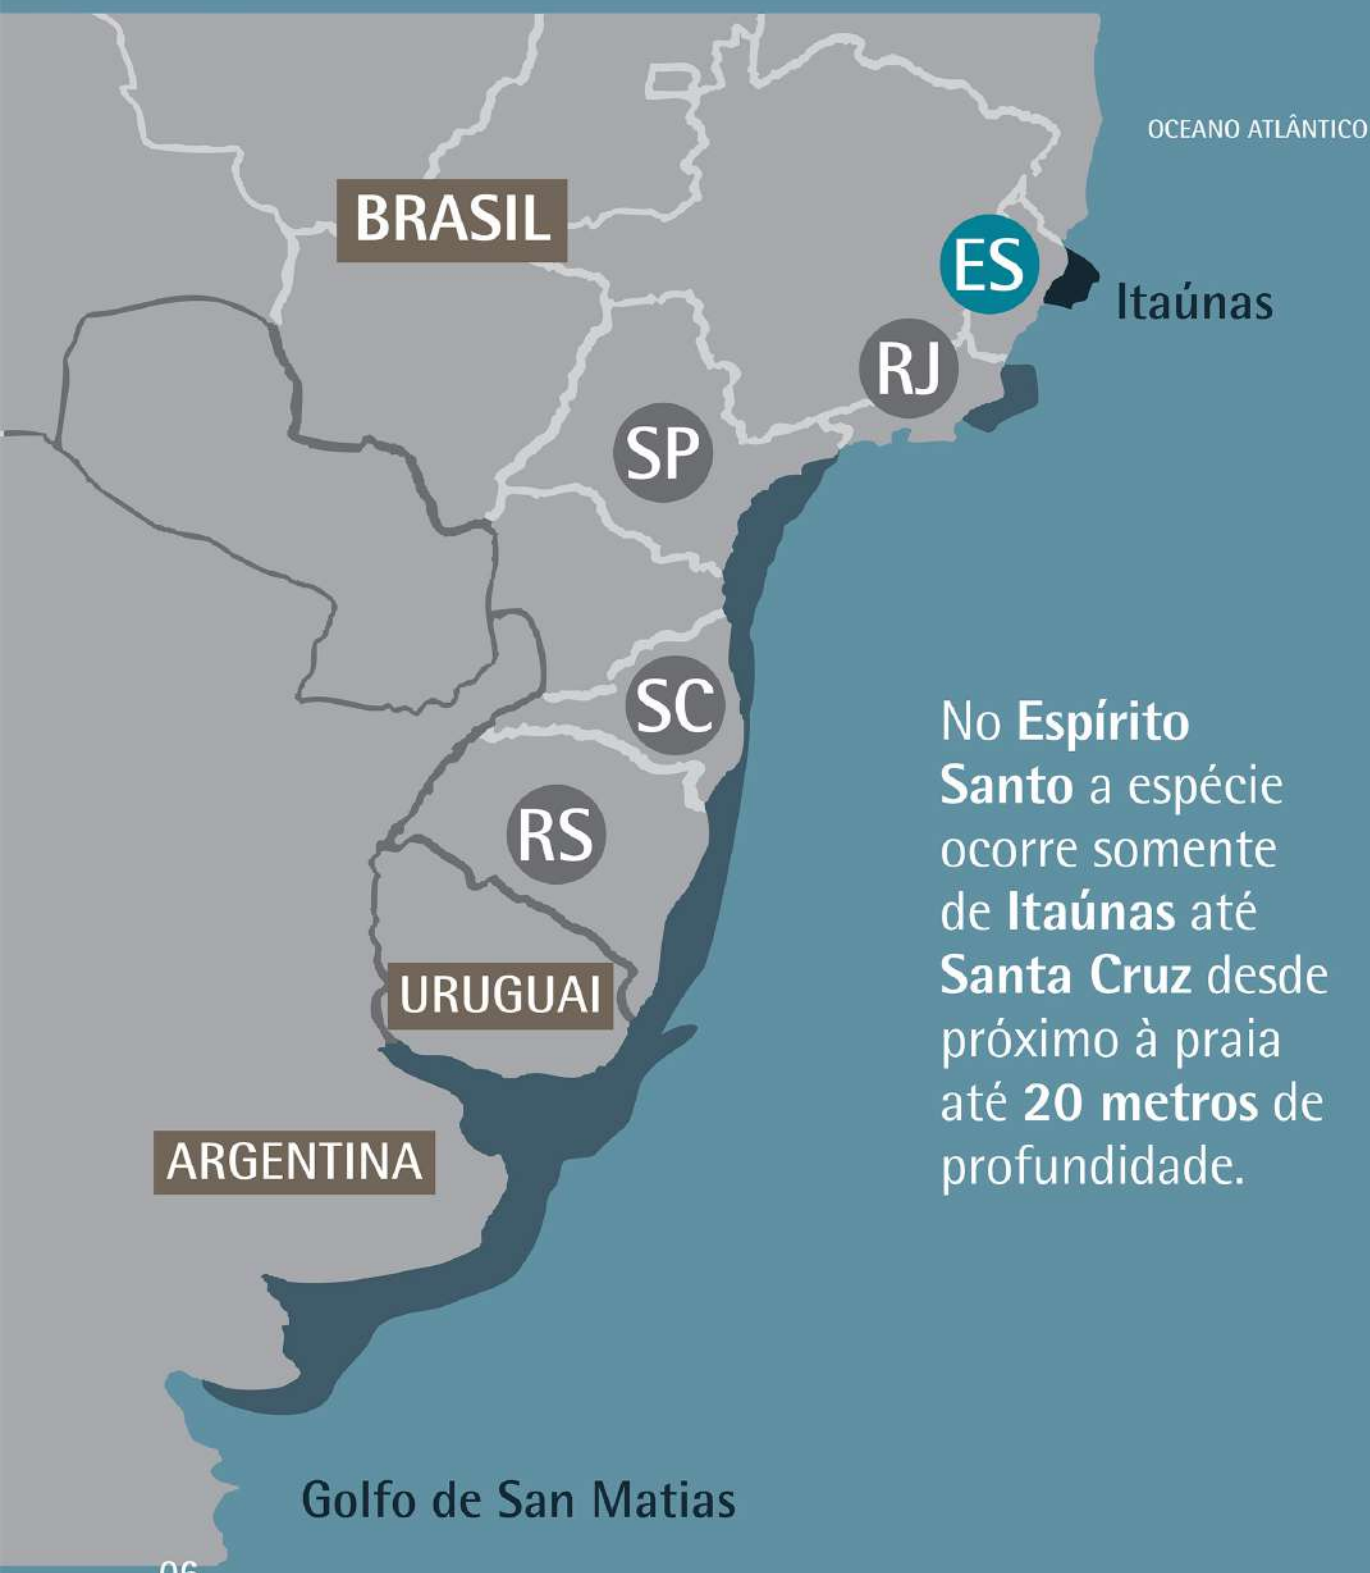 OCEANO ATLÂNTICO
BRASIL
ES
Itaúnas
RJ
SP
SC
No Espírito
Santo a espécie
ocorre somente
de Itaúnas até
Santa Cruz desde
próximo à praia
até 20 metros de
profundidade.
RS
URUGUAI
ARGENTINA
Golfo de San Matias
06